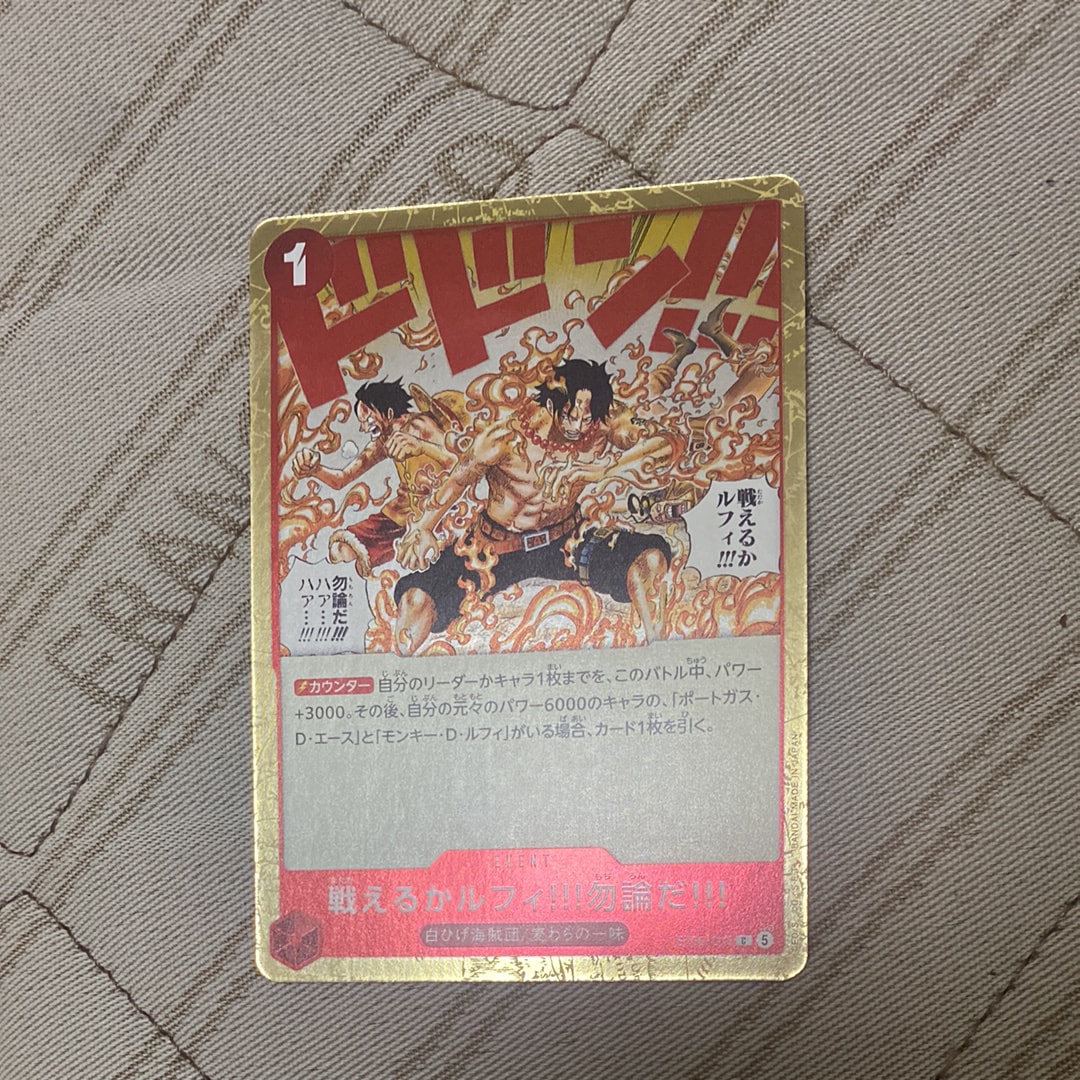 1
ドドン!!
戦えるか
ルフィ!!!
勿論だ!!!
ハァ…!!!
ハァ…!!
カウンター 自分のリーダーかキャラ1枚までを、このバトル中、パワー
+3000。その後、自分の元々のパワー6000のキャラの、「ポートガス・
D・エース」と「モンキー・D・ルフィ」がいる場合、カード1枚を引く。
EVENT
戦えるかルフィ!!!勿論だ!!!
白ひげ海賊団/麦わらの一味
C 5
BANDAI MADE IN JAPAN